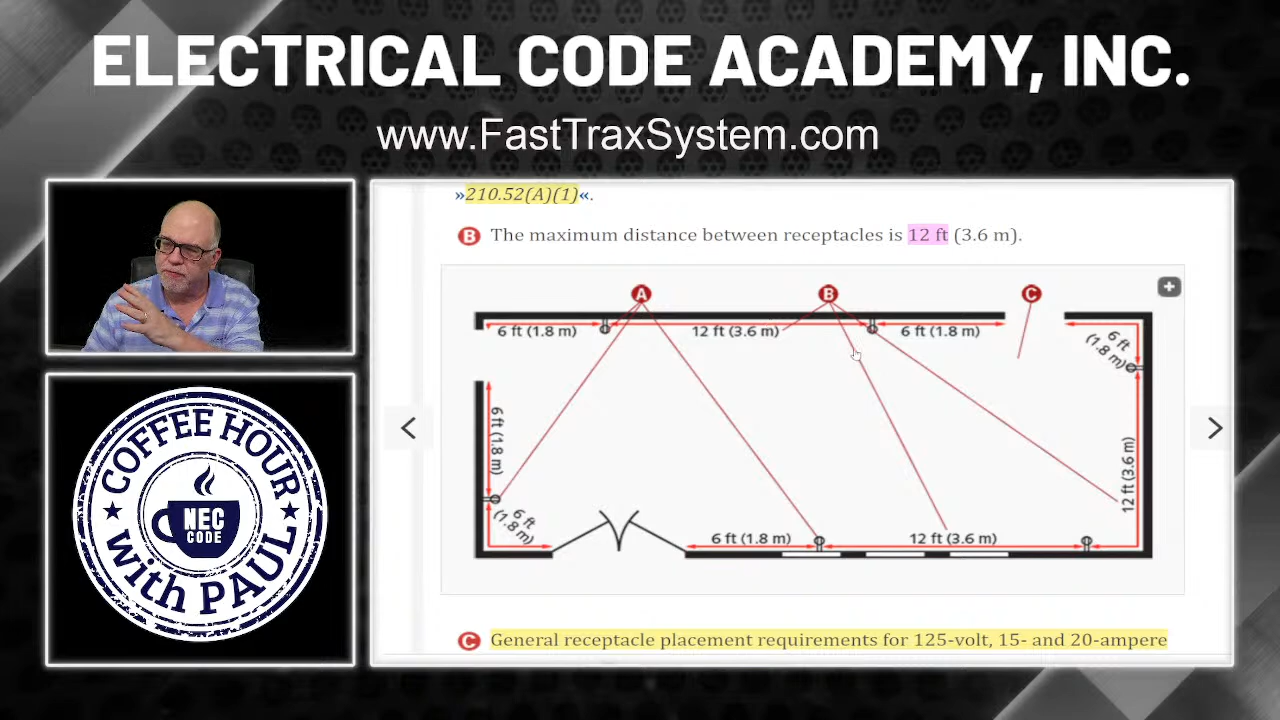 ELECTRICAL CODE ACADEMY, INC.
www.FastTraxSystem.com
»210.52(A)(1)«.
B The maximum distance between receptacles is 12 ft (3.6 m).
A
B
C
6 ft (1.8 m)
12 ft (3.6 m)
6 ft (1.8 m)
6 ft
(1.8 m)
6 ft (1.8 m)
12 ft (3.6 m)
6 ft
(1.8 m)
6 ft (1.8 m)
12 ft (3.6 m)
C General receptacle placement requirements for 125-volt, 15- and 20-ampere
COFFEE HOUR
NEC
CODE
with PAUL